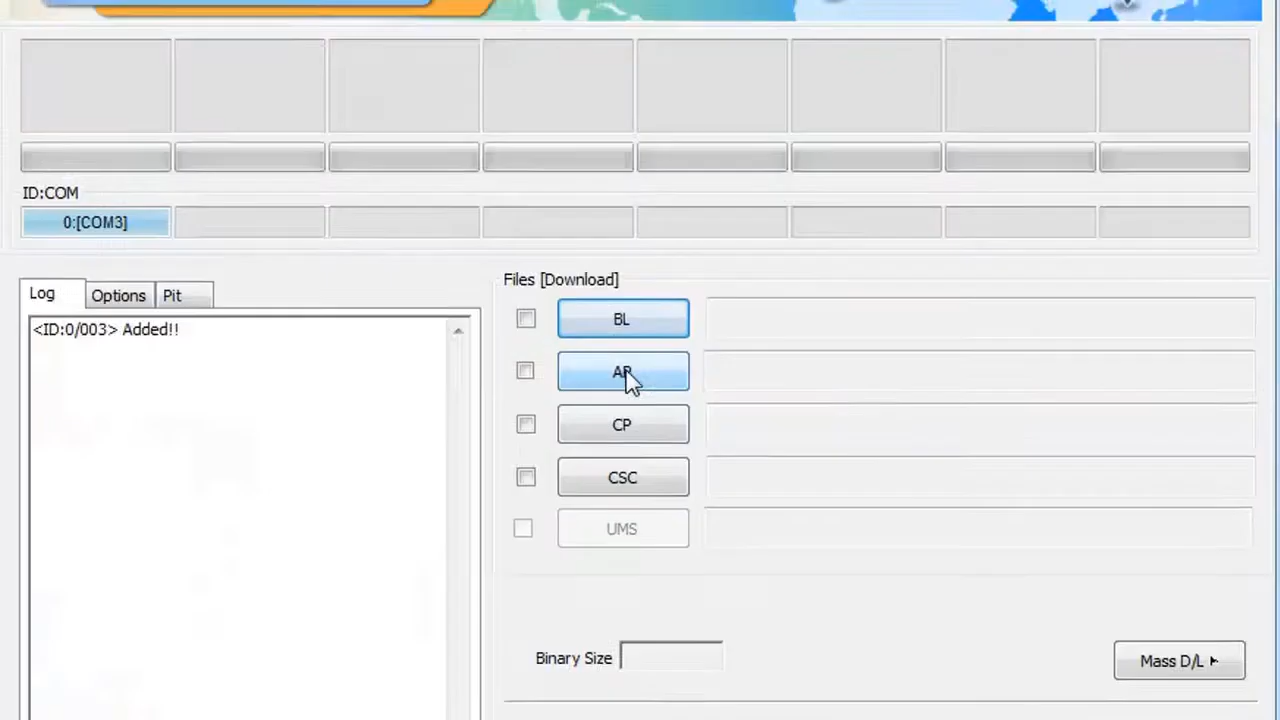 ID:COM
0:[COM3]
Log
Options
Pit
<ID:0/003> Added!!
Files [Download]
BL
AP
CP
CSC
UMS
Binary Size
Mass D/L